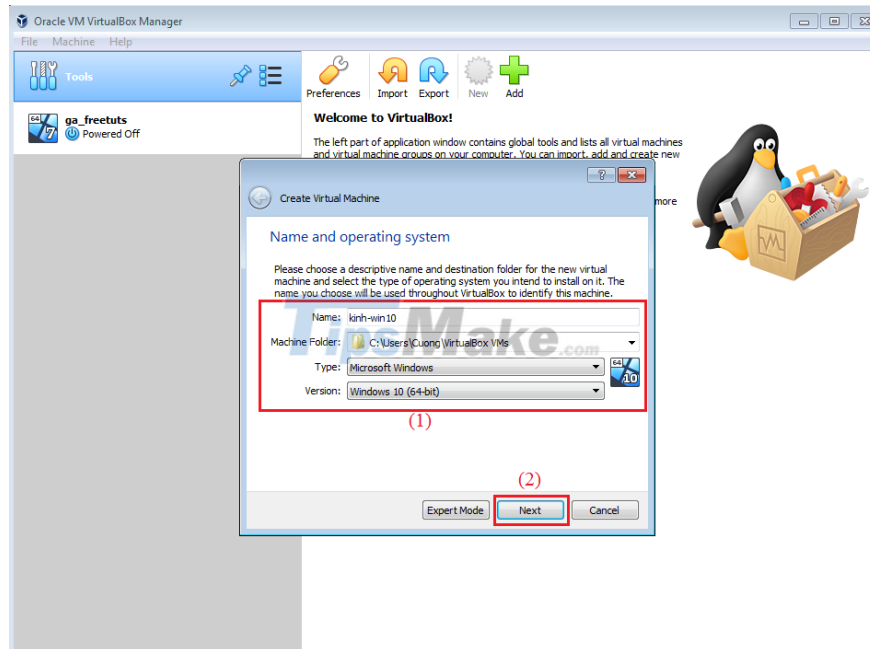 Oracle VM VirtualBox Manager
File Machine Help
Tools
Preferences Import Export New Add
64 7
ga_freetuts
Powered Off
Welcome to VirtualBox!
The left part of application window contains global tools and lists all virtual machines
and virtual machine groups on your computer. You can import, add and create new
more
?
Create Virtual Machine
Name and operating system
Please choose a descriptive name and destination folder for the new virtual
machine and select the type of operating system you intend to install on it. The
name you choose will be used throughout VirtualBox to identify this machine.
Name: kinh-win10
Machine Folder: C:\Users\Cuong\VirtualBox VMs
Type: Microsoft Windows
64 10
Version: Windows 10 (64-bit)
TipsMake.com
(1)
(2)
Expert Mode Next Cancel